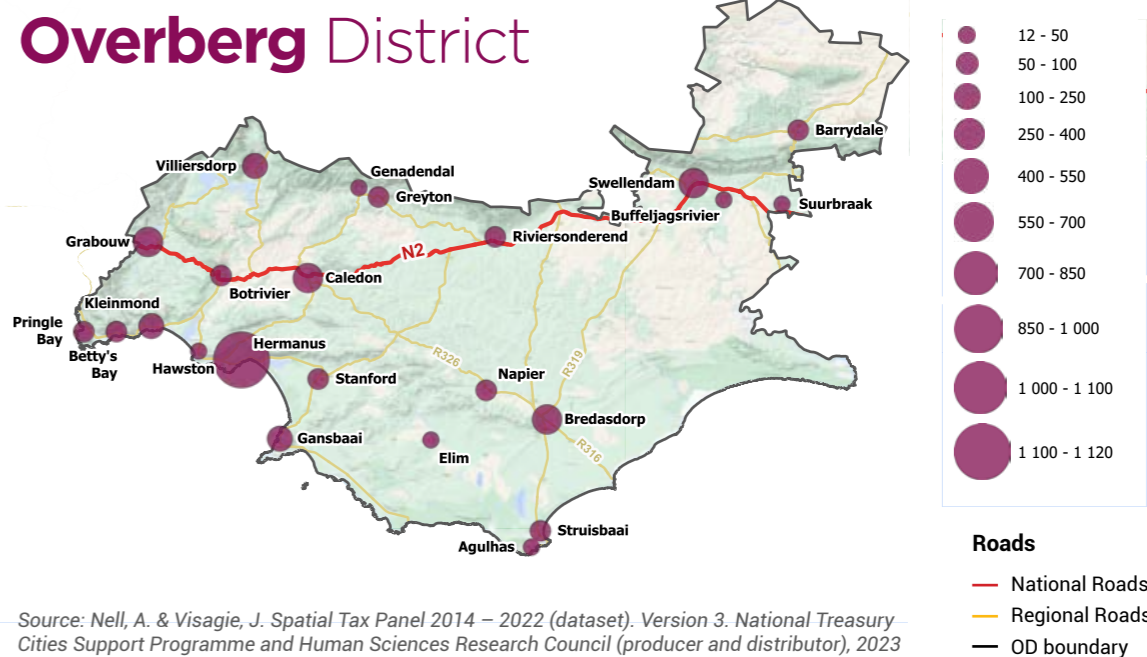 Overberg District
Villiersdorp
Genadendal
Greyton
Barrydale
Swellendam
Suurbraak
Buffeljagsrivier
Grabouw
N2
Riviersonderend
Caledon
Botrivier
Kleinmond
Pringle
Bay
Betty's
Bay
Hawston
Hermanus
Stanford
R326
R319
Napier
Bredasdorp
Gansbaai
Elim
R316
Struisbaai
Agulhas
12 - 50
50 - 100
100 - 250
250 - 400
400 - 550
550 - 700
700 - 850
850 - 1 000
1 000 - 1 100
1 100 - 1 120
Roads
National Roads
Regional Roads
OD boundary
Source: Nell, A. & Visagie, J. Spatial Tax Panel 2014 – 2022 (dataset). Version 3. National Treasury
Cities Support Programme and Human Sciences Research Council (producer and distributor), 2023